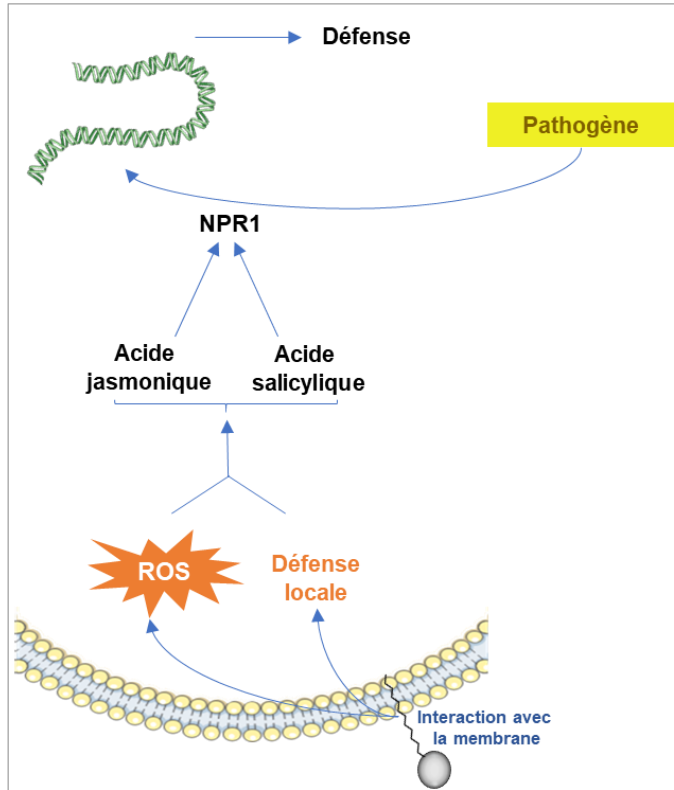 Défense
Pathogène
NPR1
Acide
jasmonique
Acide
salicylique
ROS
Défense
locale
Interaction avec
la membrane